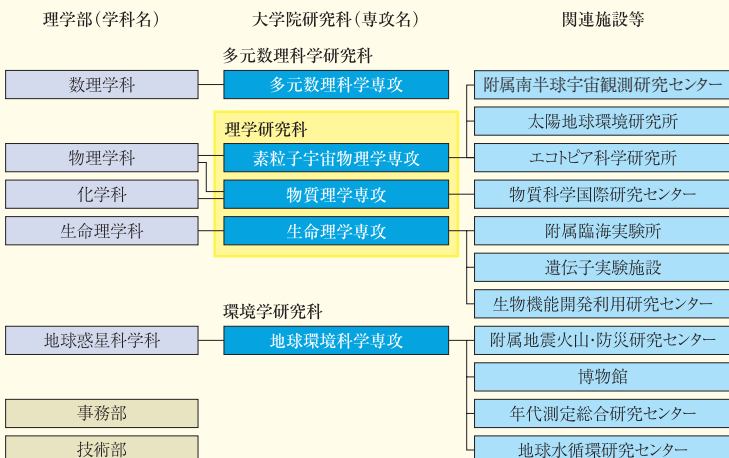 理学部（学科名） 大学院研究科（専攻名） 関連施設等
多元数理科学研究科
数理学科 多元数理科学専攻 附属南半球宇宙観測研究センター
太陽地球環境研究所
理学研究科
物理学科 素粒子宇宙物理学専攻 エコトピア科学研究所
化学科 物質理学専攻 物質科学国際研究センター
生命理学科 生命理学専攻 附属臨海実験所
遺伝子実験施設
生物機能開発利用研究センター
環境学研究科
地球惑星科学科 地球環境科学専攻 附属地震火山・防災研究センター
博物館
事務部 年代測定総合研究センター
技術部 地球水循環研究センター